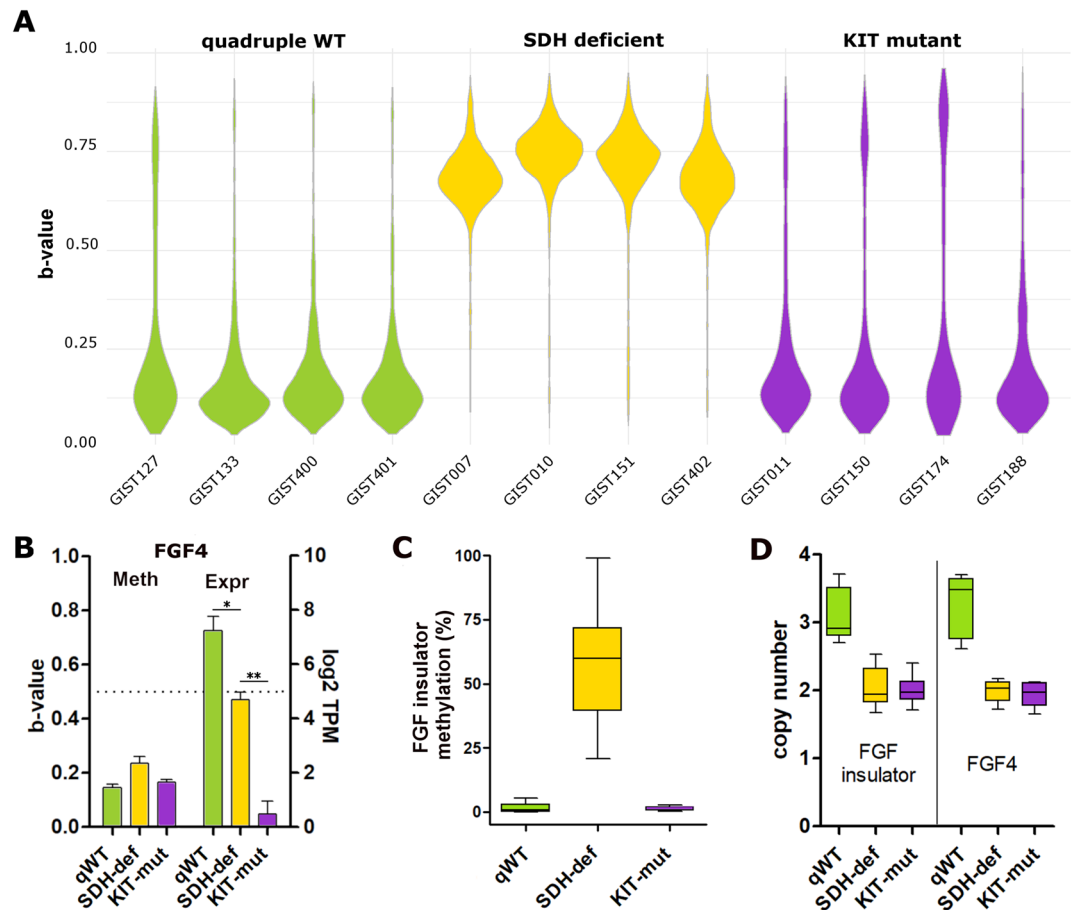 A
quadruple WT
SDH deficient
KIT mutant
1.00
0.75
0.50
0.25
0.00
b-value
GIST127
GIST133
GIST400
GIST401
GIST007
GIST010
GIST151
GIST402
GIST011
GIST150
GIST174
GIST188
B
FGF4
Meth
Expr
*
**
1.0
0.8
0.6
0.4
0.2
0.0
b-value
10
8
6
4
2
0
log2 TPM
qWT
SDH-def
KIT-mut
qWT
SDH-def
KIT-mut
C
100
75
50
25
0
FGF insulator
methylation (%)
qWT
SDH-def
KIT-mut
D
4
3
2
1
0
copy number
FGF
insulator
FGF4
qWT
SDH-def
KIT-mut
qWT
SDH-def
KIT-mut